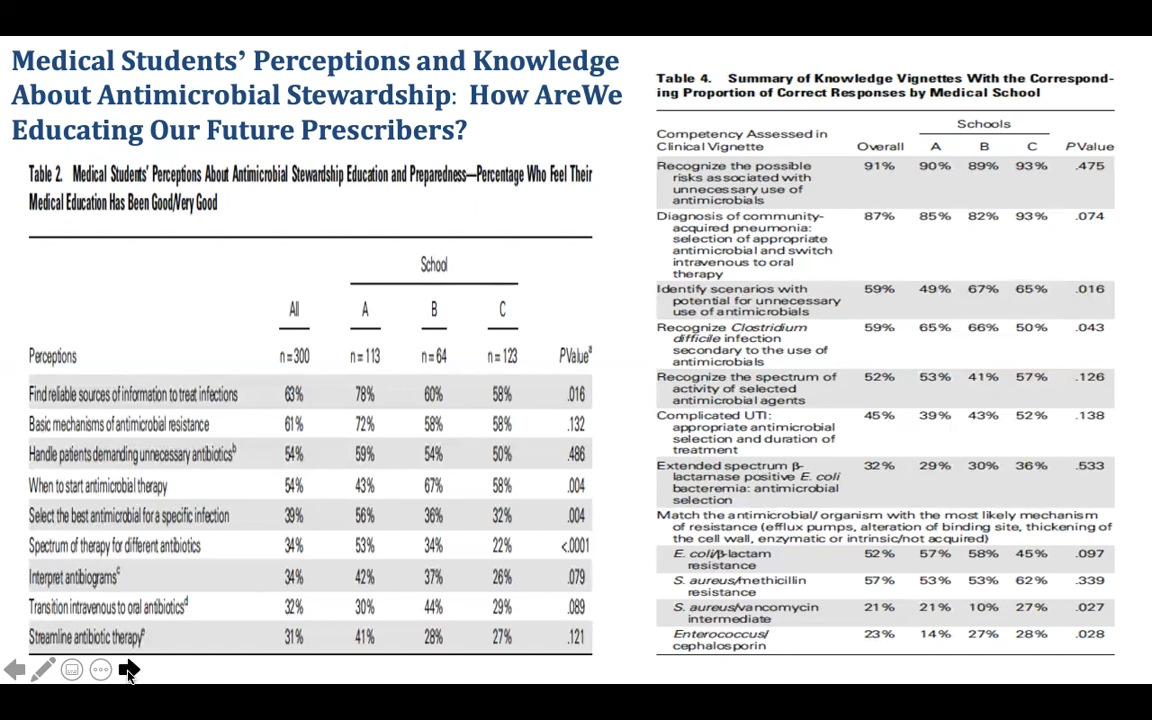 Medical Students’ Perceptions and Knowledge
About Antimicrobial Stewardship: How AreWe
Educating Our Future Prescribers?
Table 2. Medical Students' Perceptions About Antimicrobial Stewardship Education and Preparedness—Percentage Who Feel Their
Medical Education Has Been Good/Very Good
School
All A B C
Perceptions n=300 n=113 n=64 n=123 P Value^a
Find reliable sources of information to treat infections 63% 78% 60% 58% .016
Basic mechanisms of antimicrobial resistance 61% 72% 58% 58% .132
Handle patients demanding unnecessary antibiotics^b 54% 59% 54% 50% .486
When to start antimicrobial therapy 54% 43% 67% 58% .004
Select the best antimicrobial for a specific infection 39% 56% 36% 32% .004
Spectrum of therapy for different antibiotics 34% 53% 34% 22% <.0001
Interpret antibiograms^c 34% 42% 37% 26% .079
Transition intravenous to oral antibiotics^d 32% 30% 44% 29% .089
Streamline antibiotic therapy^e 31% 41% 28% 27% .121
Table 4. Summary of Knowledge Vignettes With the Correspond-
ing Proportion of Correct Responses by Medical School
Schools
Competency Assessed in
Clinical Vignette Overall A B C P Value
Recognize the possible 91% 90% 89% 93% .475
risks associated with
unnecessary use of
antimicrobials
Diagnosis of community- 87% 85% 82% 93% .074
acquired pneumonia:
selection of appropriate
antimicrobial and switch
intravenous to oral
therapy
Identify scenarios with 59% 49% 67% 65% .016
potential for unnecessary
use of antimicrobials
Recognize Clostridium 59% 65% 66% 50% .043
difficile infection
secondary to the use of
antimicrobials
Recognize the spectrum of 52% 53% 41% 57% .126
activity of selected
antimicrobial agents
Complicated UTI: 45% 39% 43% 52% .138
appropriate antimicrobial
selection and duration of
treatment
Extended spectrum β- 32% 29% 30% 36% .533
lactamase positive E. coli
bacteremia: antimicrobial
selection
Match the antimicrobial/ organism with the most likely mechanism
of resistance (efflux pumps, alteration of binding site, thickening of
the cell wall, enzymatic or intrinsic/not acquired)
E. coli/β-lactam 52% 57% 58% 45% .097
resistance
S. aureus/methicillin 57% 53% 53% 62% .339
resistance
S. aureus/vancomycin 21% 21% 10% 27% .027
intermediate
Enterococcus/ 23% 14% 27% 28% .028
cephalosporin